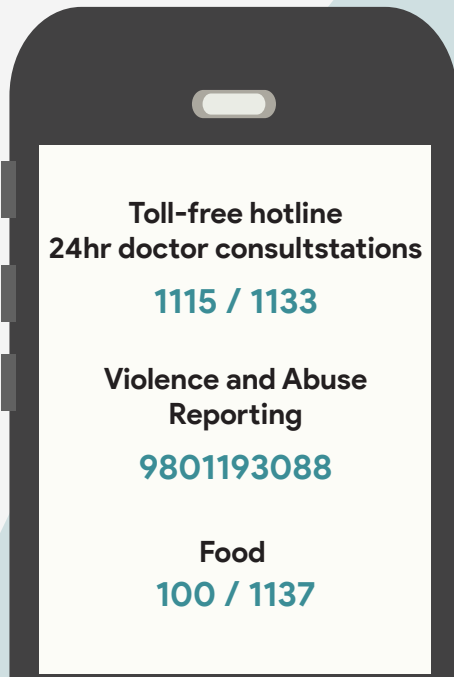 Toll-free hotline
24hr doctor consultstations
1115 / 1133
Violence and Abuse
Reporting
9801193088
Food
100 / 1137